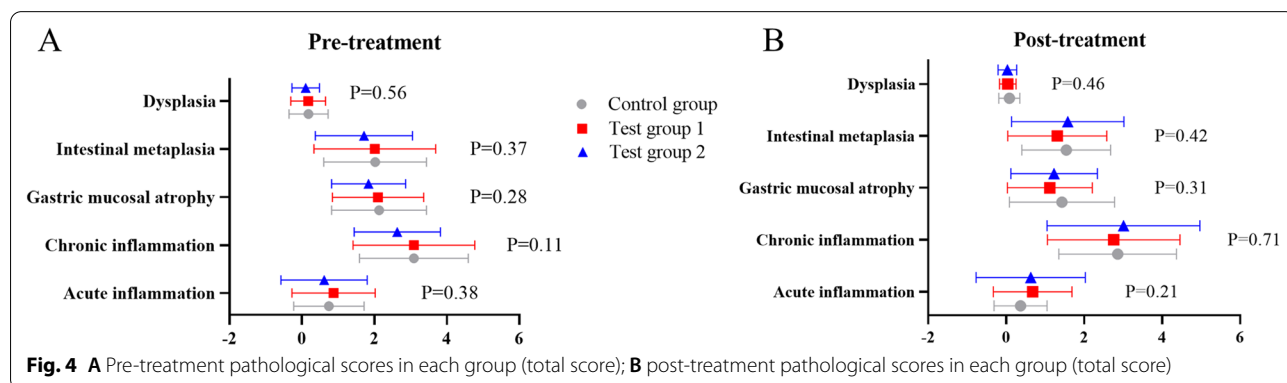 A
Pre-treatment
Dysplasia
P=0.56
Intestinal metaplasia
P=0.37
Gastric mucosal atrophy
P=0.28
Chronic inflammation
P=0.11
Acute inflammation
P=0.38
-2 0 2 4 6
Control group
Test group 1
Test group 2
B
Post-treatment
Dysplasia
P=0.46
Intestinal metaplasia
P=0.42
Gastric mucosal atrophy
P=0.31
Chronic inflammation
P=0.71
Acute inflammation
P=0.21
-2 0 2 4 6
Fig. 4 A Pre-treatment pathological scores in each group (total score); B post-treatment pathological scores in each group (total score)